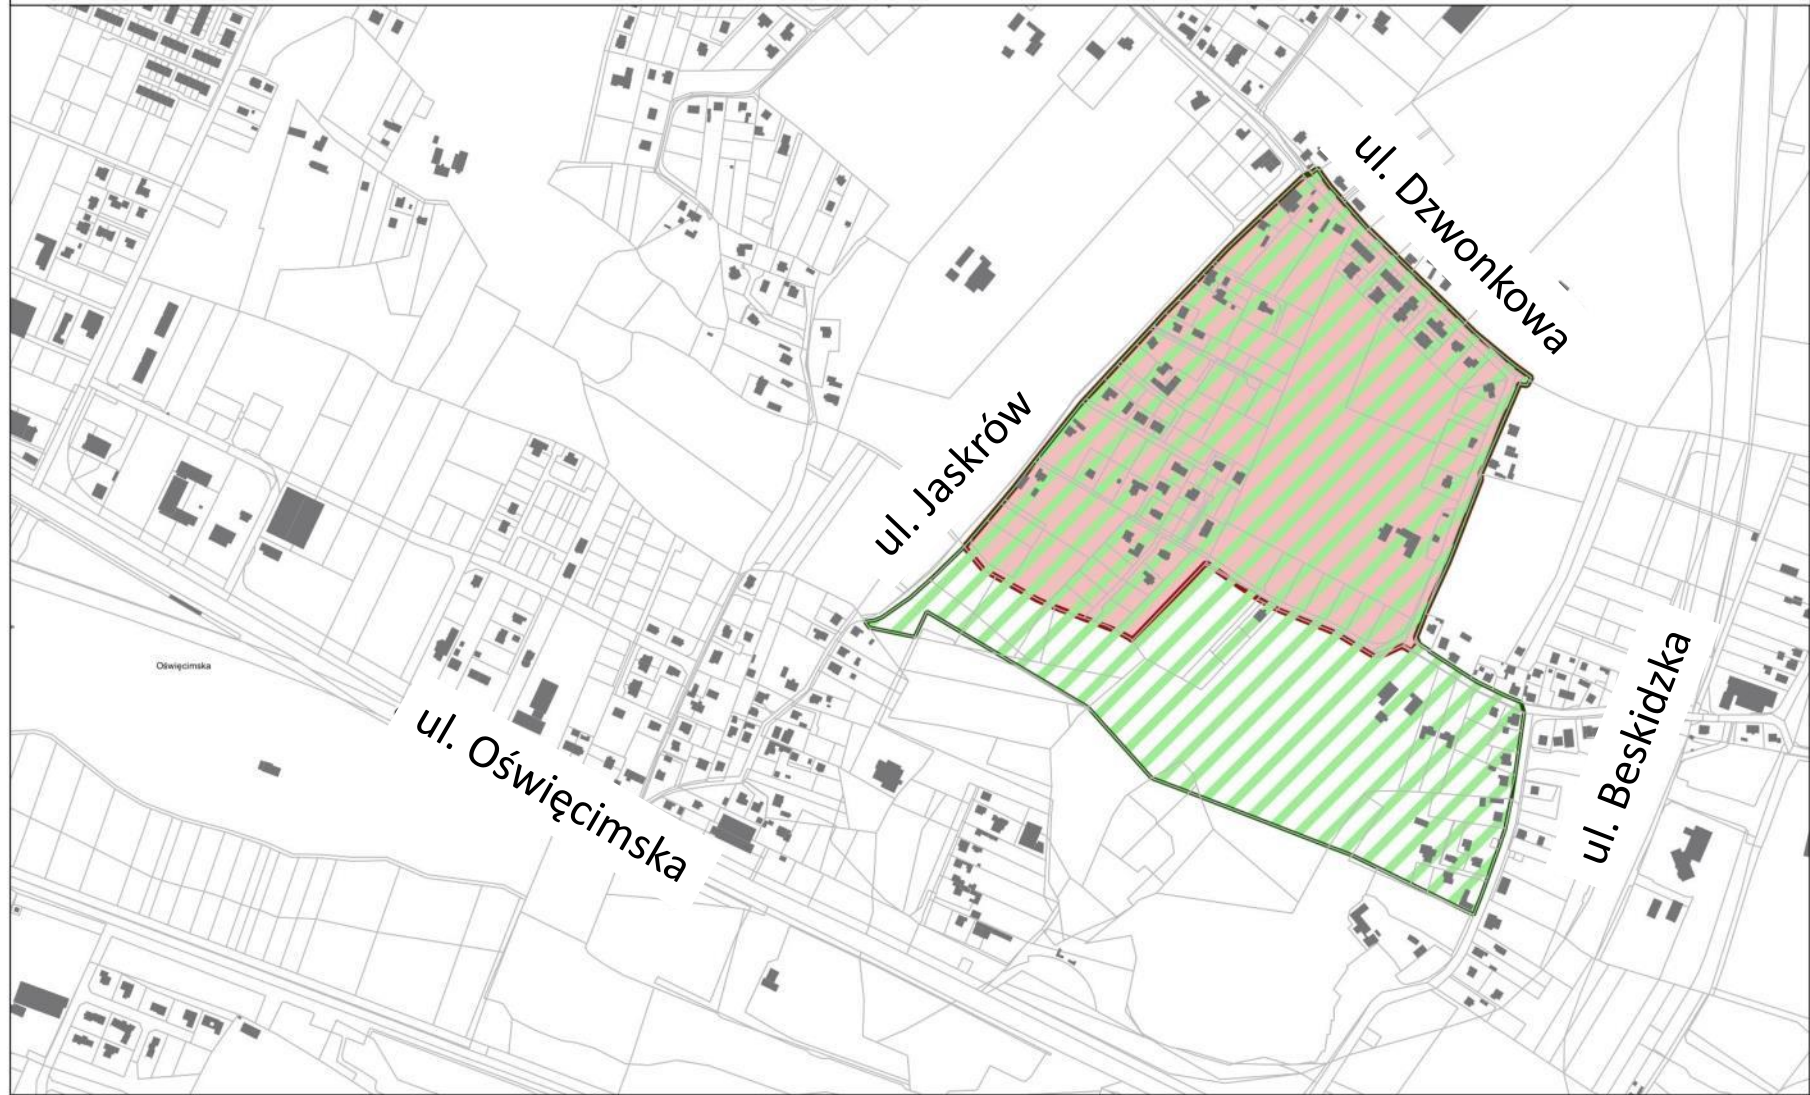 ul. Dzwonkowa
ul. Jaskrów
Oświęcimska
ul. Oświęcimska
ul. Beskidzka